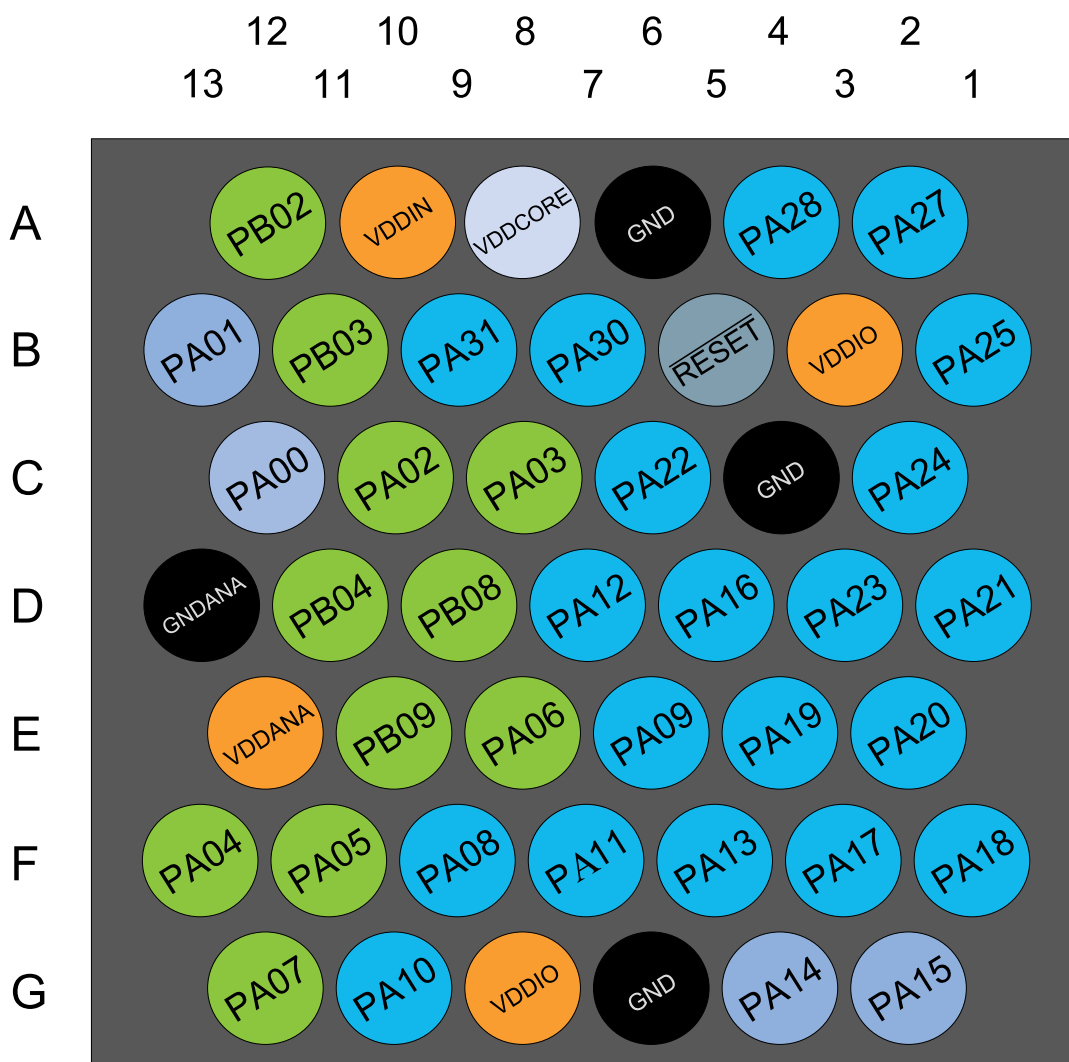 12 10 8 6 4 2
13 11 9 7 5 3 1
A PB02 VDDIN VDDCORE GND PA28 PA27
B PA01 PB03 PA31 PA30 RESET VDDIO PA25
C PA00 PA02 PA03 PA22 GND PA24
D GNDANA PB04 PB08 PA12 PA16 PA23 PA21
E VDDANA PB09 PA06 PA09 PA19 PA20
F PA04 PA05 PA08 PA11 PA13 PA17 PA18
G PA07 PA10 VDDIO GND PA14 PA15